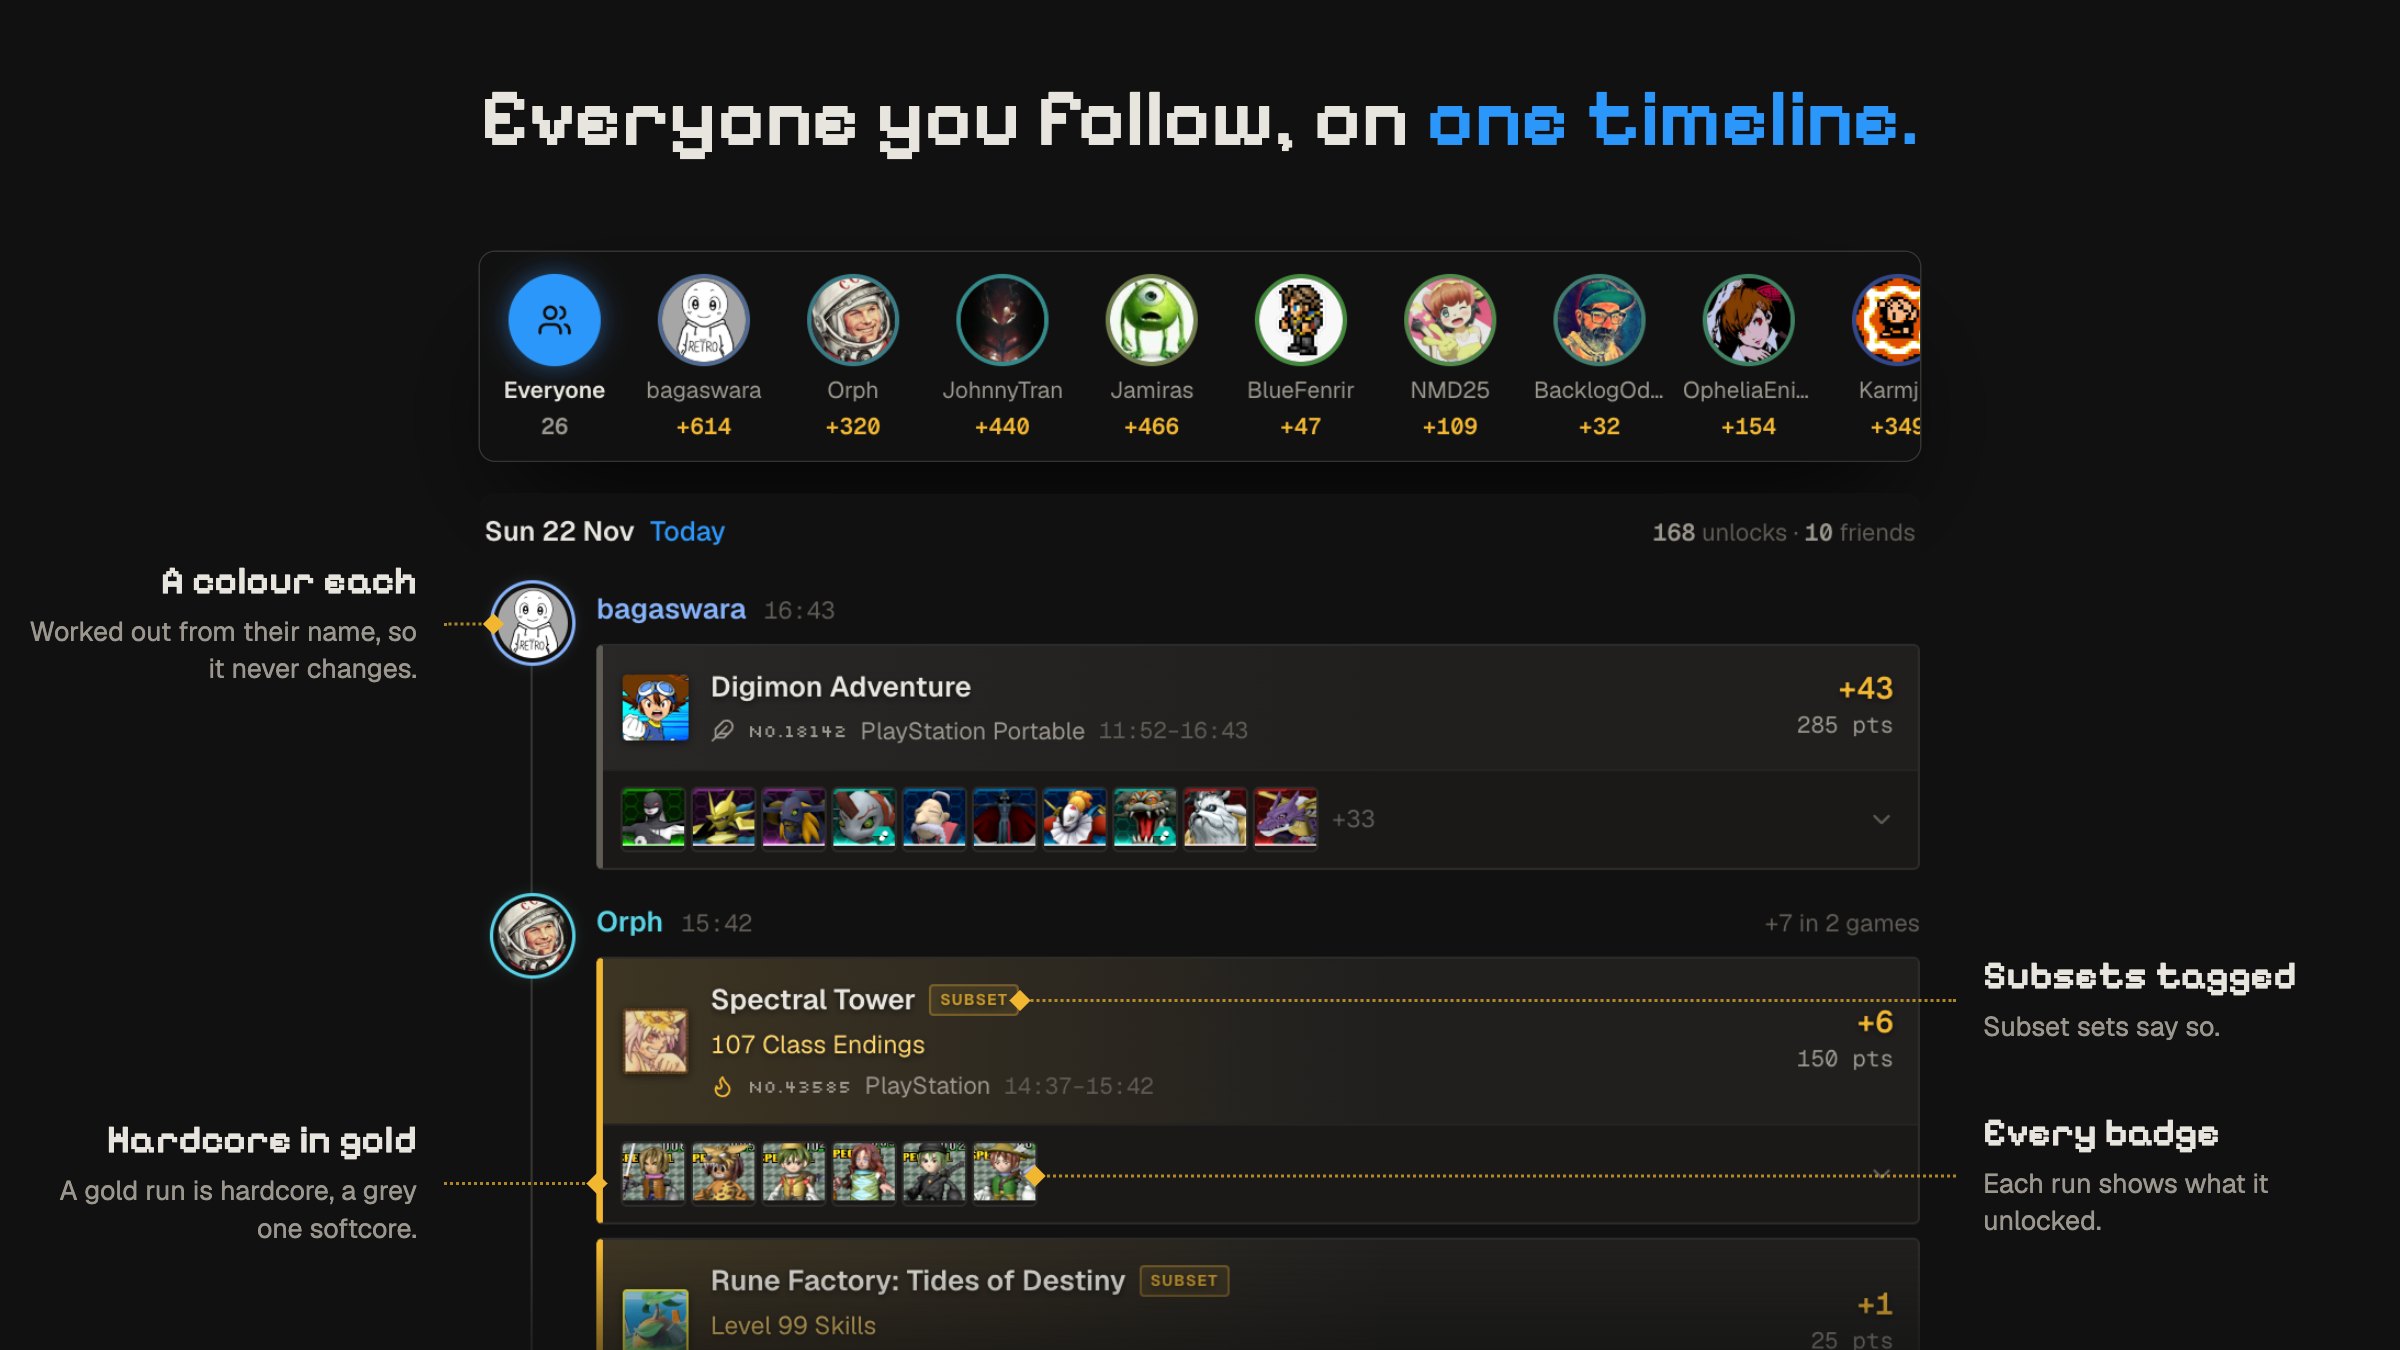 Everyone you follow, on one timeline.
Everyone
26
bagaswara
+614
Orph
+320
JohnnyTran
+440
Jamiras
+466
BlueFenrir
+47
NMD25
+109
BacklogOd...
+32
OpheliaEni...
+154
Karmj
+349
Sun 22 Nov Today
168 unlocks · 10 friends
A colour each
Worked out from their name, so
it never changes.
bagaswara 16:43
Digimon Adventure
NO.18142 PlayStation Portable 11:52–16:43
+43
285 pts
+33
Orph 15:42
+7 in 2 games
Spectral Tower SUBSET
107 Class Endings
NO.43585 PlayStation 14:37–15:42
+6
150 pts
Subsets tagged
Subset sets say so.
Hardcore in gold
A gold run is hardcore, a grey
one softcore.
Every badge
Each run shows what it
unlocked.
Rune Factory: Tides of Destiny SUBSET
Level 99 Skills
+1
25 pts